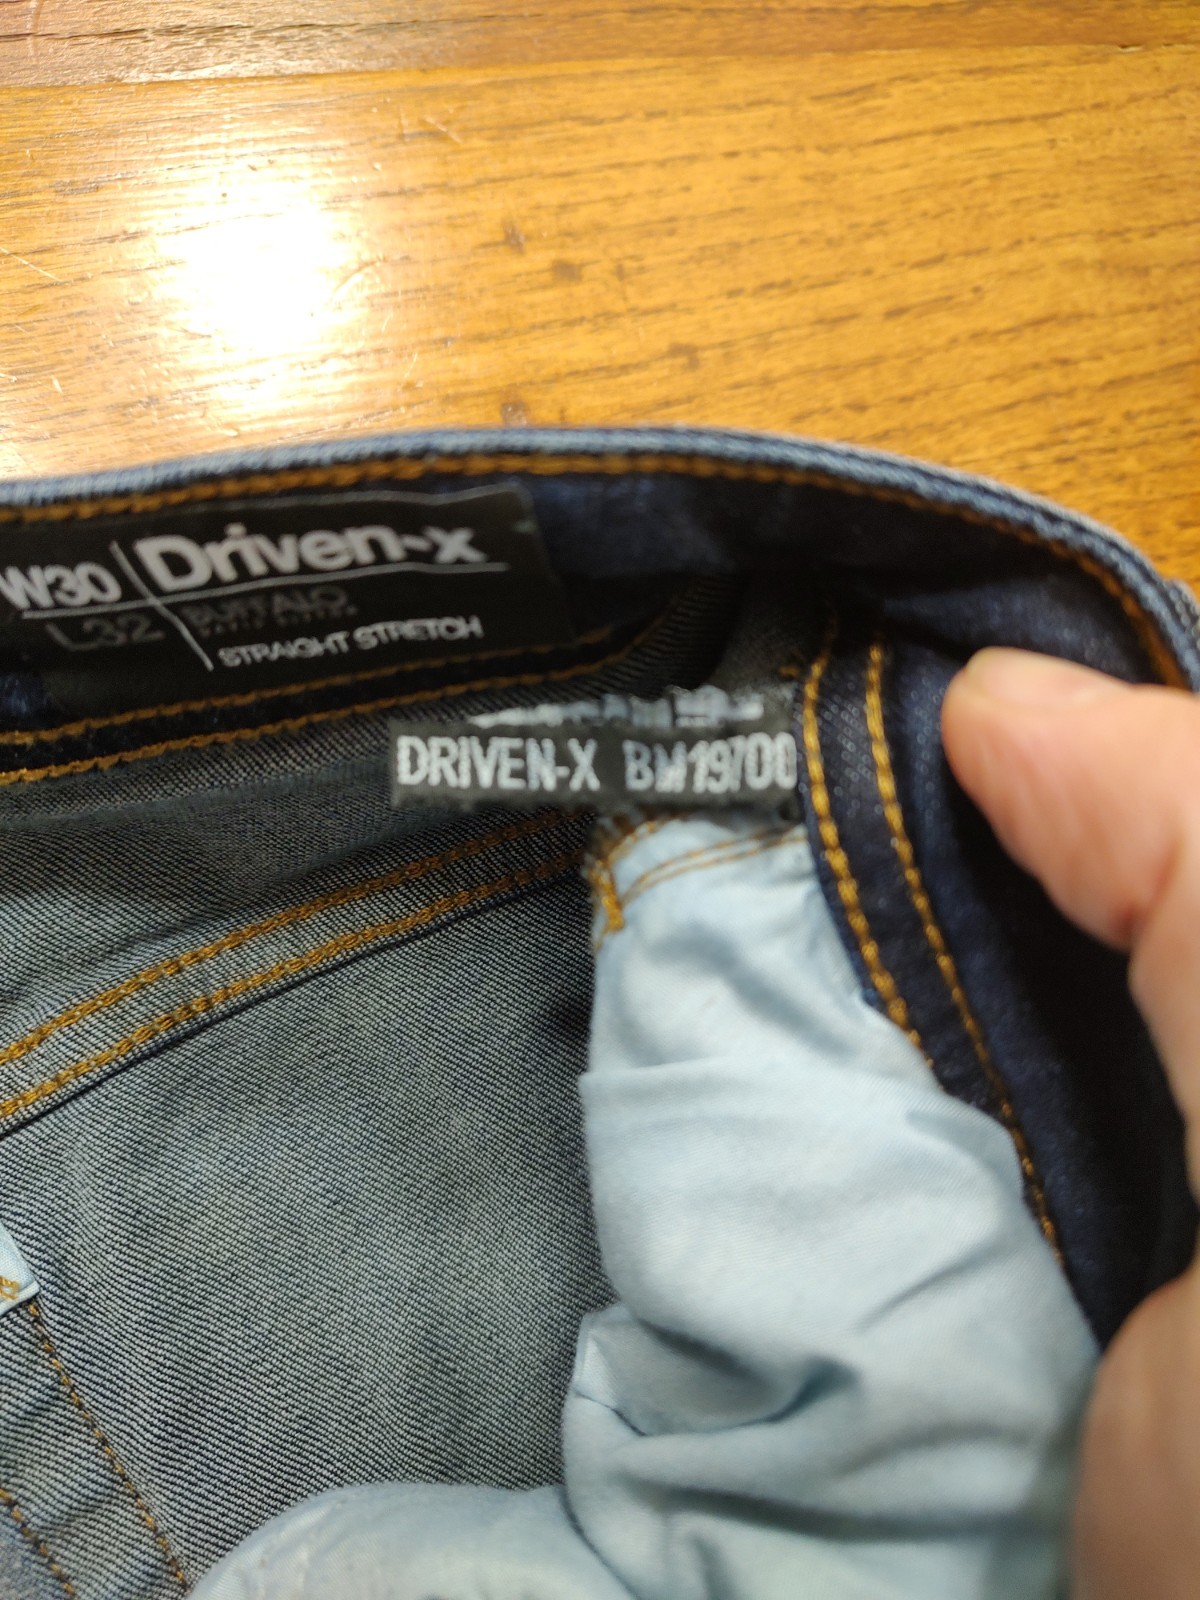 W30 Driven-x
L32 BUFFALO
STRAIGHT STRETCH
DRIVEN-X BM19700